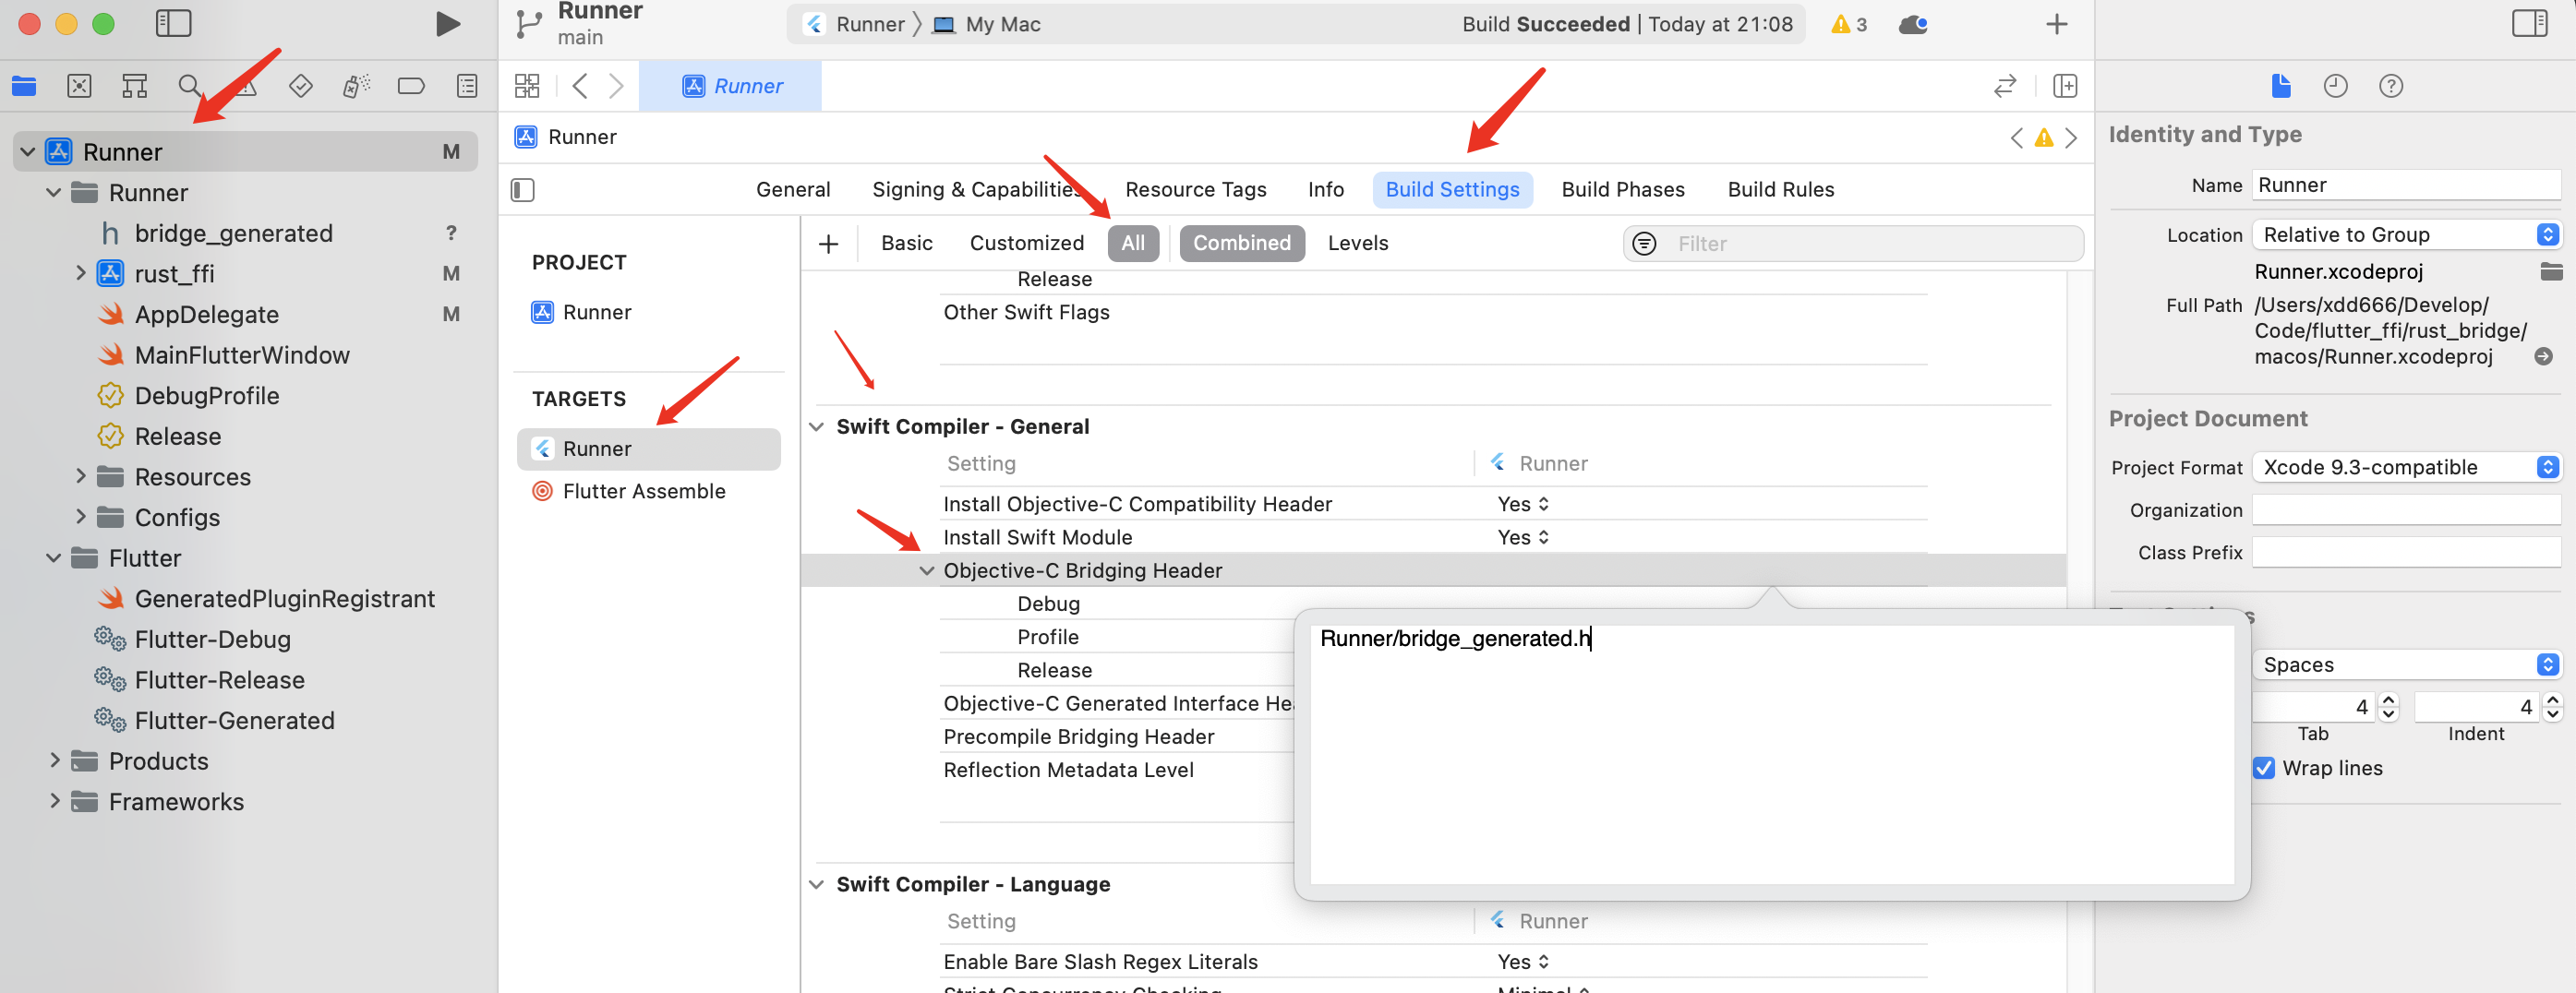 Runner
main
Runner
My Mac
Build Succeeded | Today at 21:08
3
Runner
Runner
M
Runner
bridge_generated
?
rust_ffi
M
AppDelegate
M
MainFlutterWindow
DebugProfile
Release
Resources
Configs
Flutter
GeneratedPluginRegistrant
Flutter-Debug
Flutter-Release
Flutter-Generated
Products
Frameworks
Runner
General
Signing & Capabilities
Resource Tags
Info
Build Settings
Build Phases
Build Rules
PROJECT
Runner
TARGETS
Runner
Flutter Assemble
Basic
Customized
All
Combined
Levels
Filter
Release
Other Swift Flags
Swift Compiler - General
Setting
Runner
Install Objective-C Compatibility Header
Yes
Install Swift Module
Yes
Objective-C Bridging Header
Debug
Profile
Release
Objective-C Generated Interface
Precompile Bridging Header
Reflection Metadata Level
Runner/bridge_generated.h
Swift Compiler - Language
Setting
Runner
Enable Bare Slash Regex Literals
Yes
Strict Concurrency Checking
Minimal
Identity and Type
Name
Runner
Location
Relative to Group
Runner.xcodeproj
Full Path
/Users/xdd666/Develop/
Code/flutter_ffi/rust_bridge/
macos/Runner.xcodeproj
Project Document
Project Format
Xcode 9.3-compatible
Organization
Class Prefix
Spaces
4
4
Tab
Indent
Wrap lines